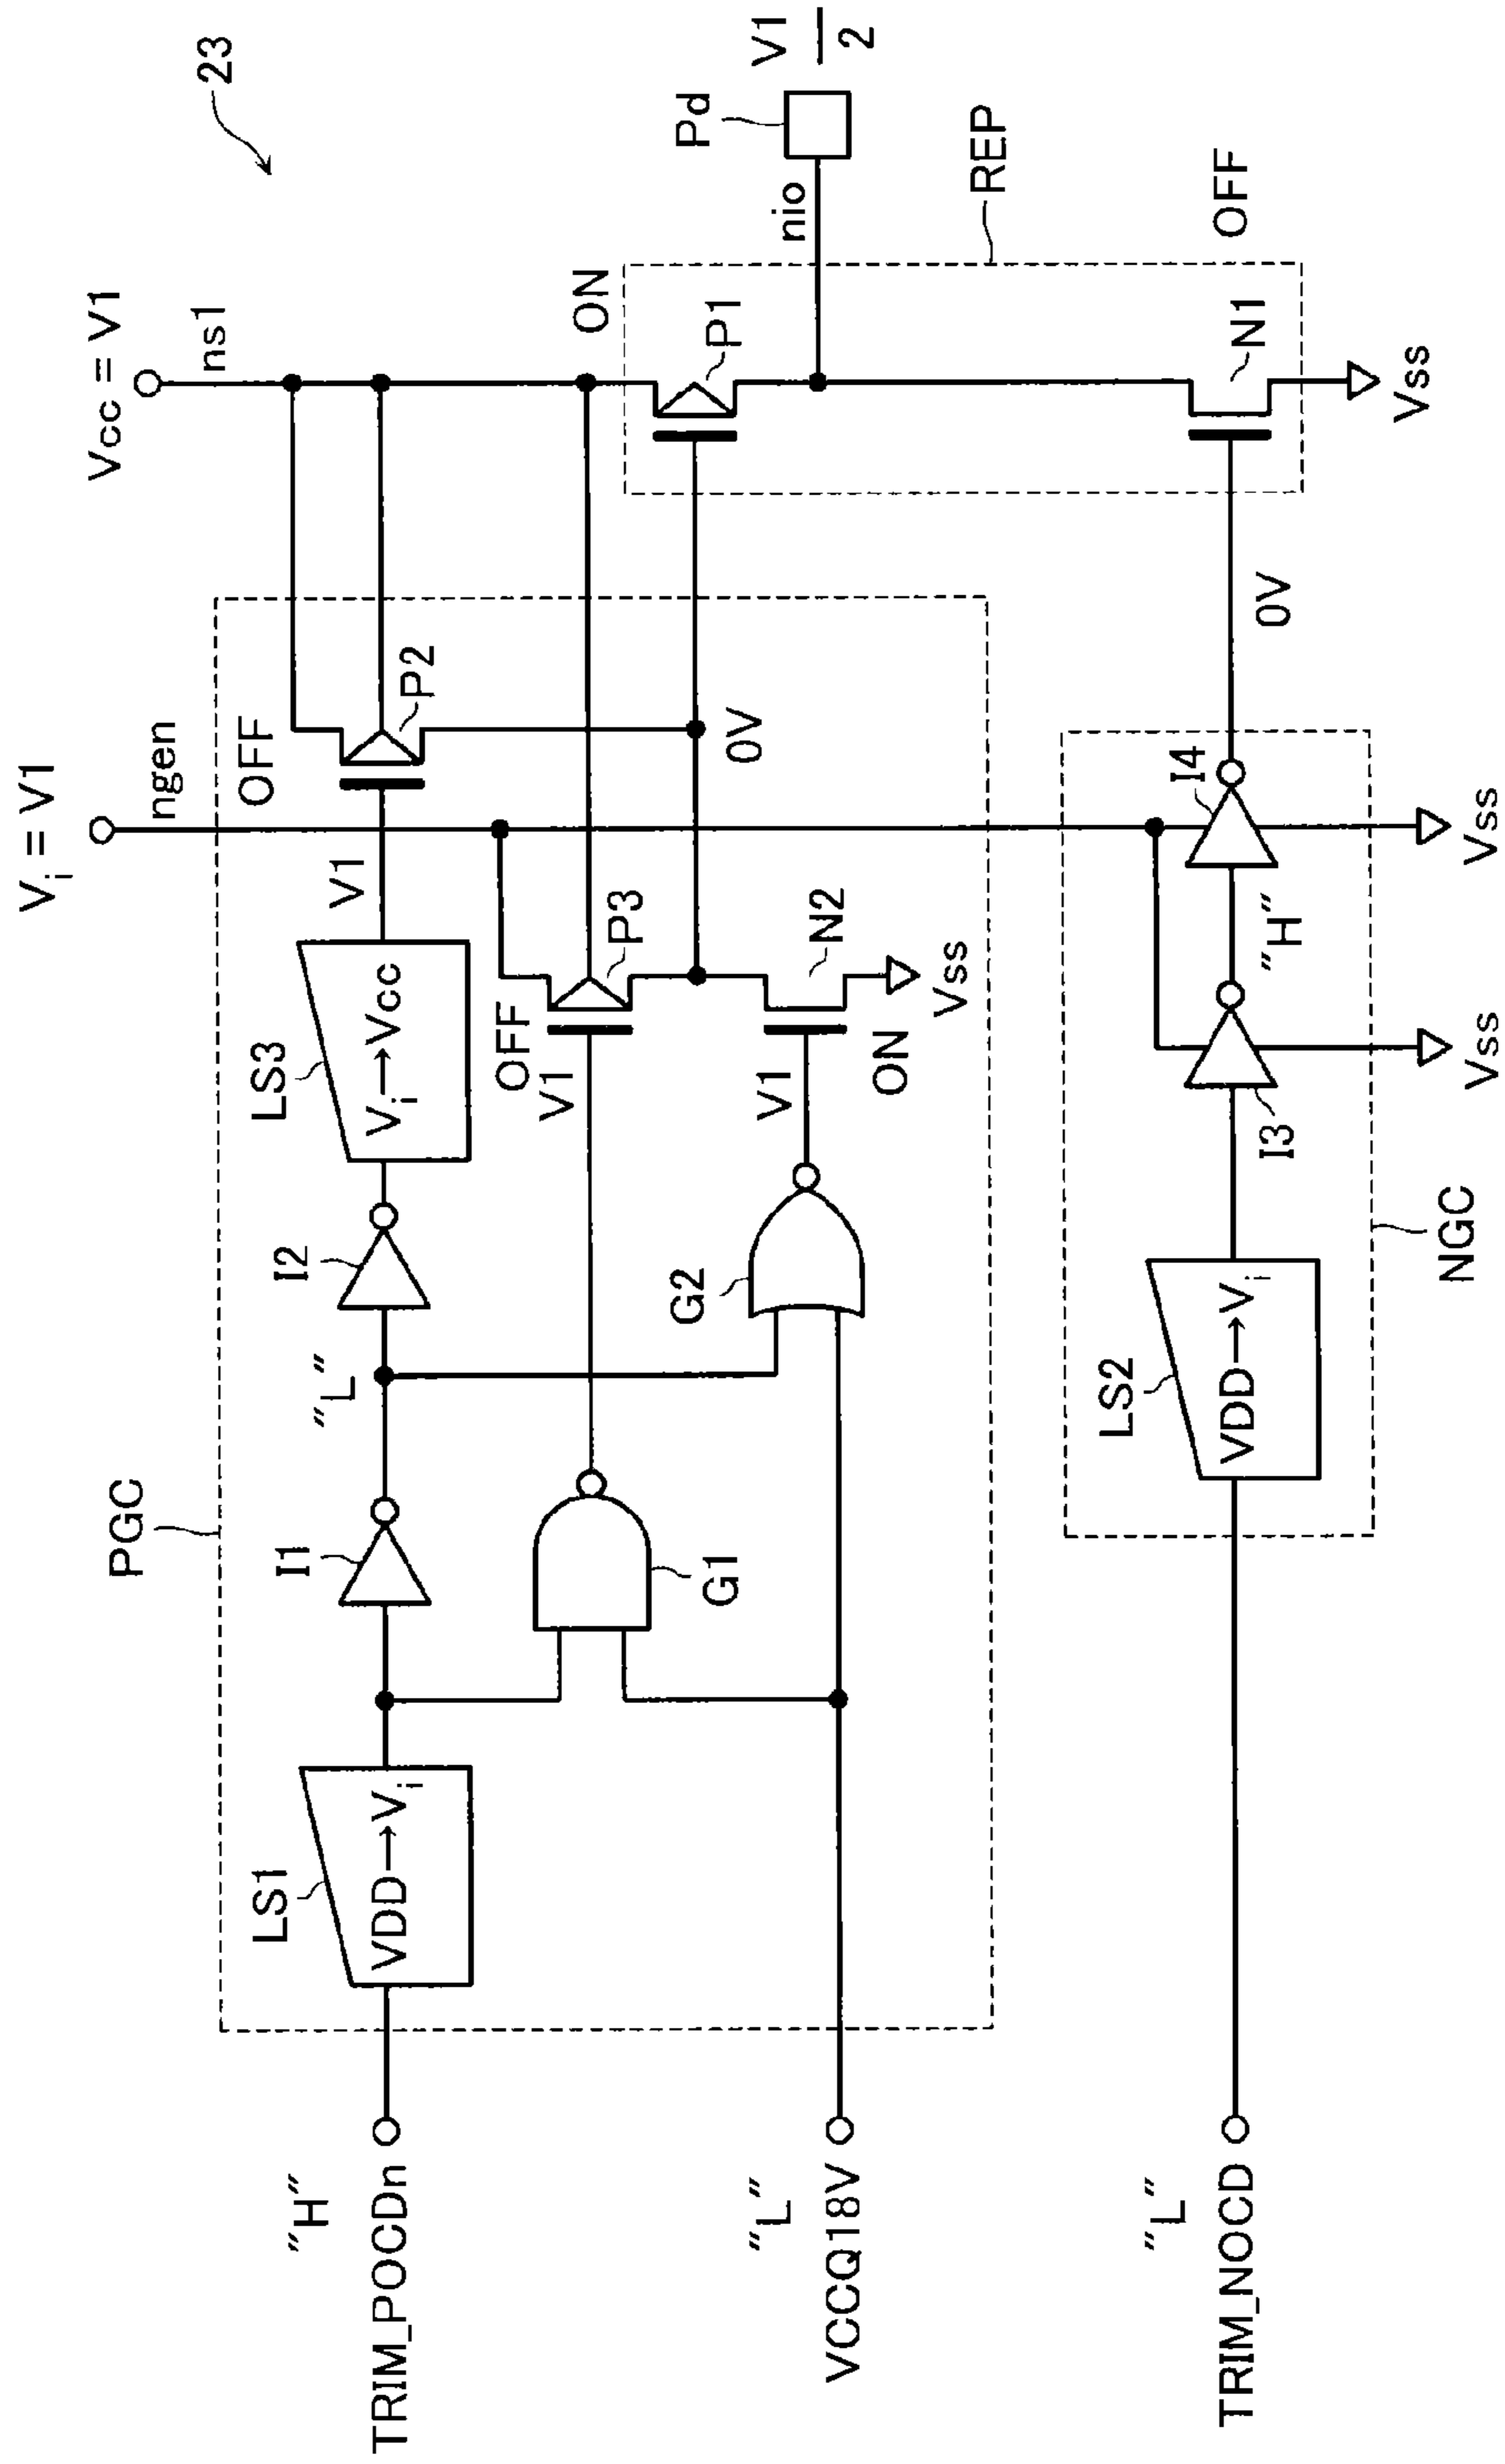 23
Vcc = V1
ns1
Vi = V1
ngen
PGC
OFF
P2
V1
LS3
Vi→Vcc
I2
"L"
I1
LS1
VDD→Vi
"H"
TRIM_POCDn
ON
P1
REP
nio
Pd
V1
2
OFF
V1
P3
0V
G1
G2
V1
N2
ON
Vss
"L"
VCCQ18V
OFF
N1
Vss
0V
I4
"H"
I3
Vss
Vss
LS2
VDD→Vi
NGC
"L"
TRIM_NOCD